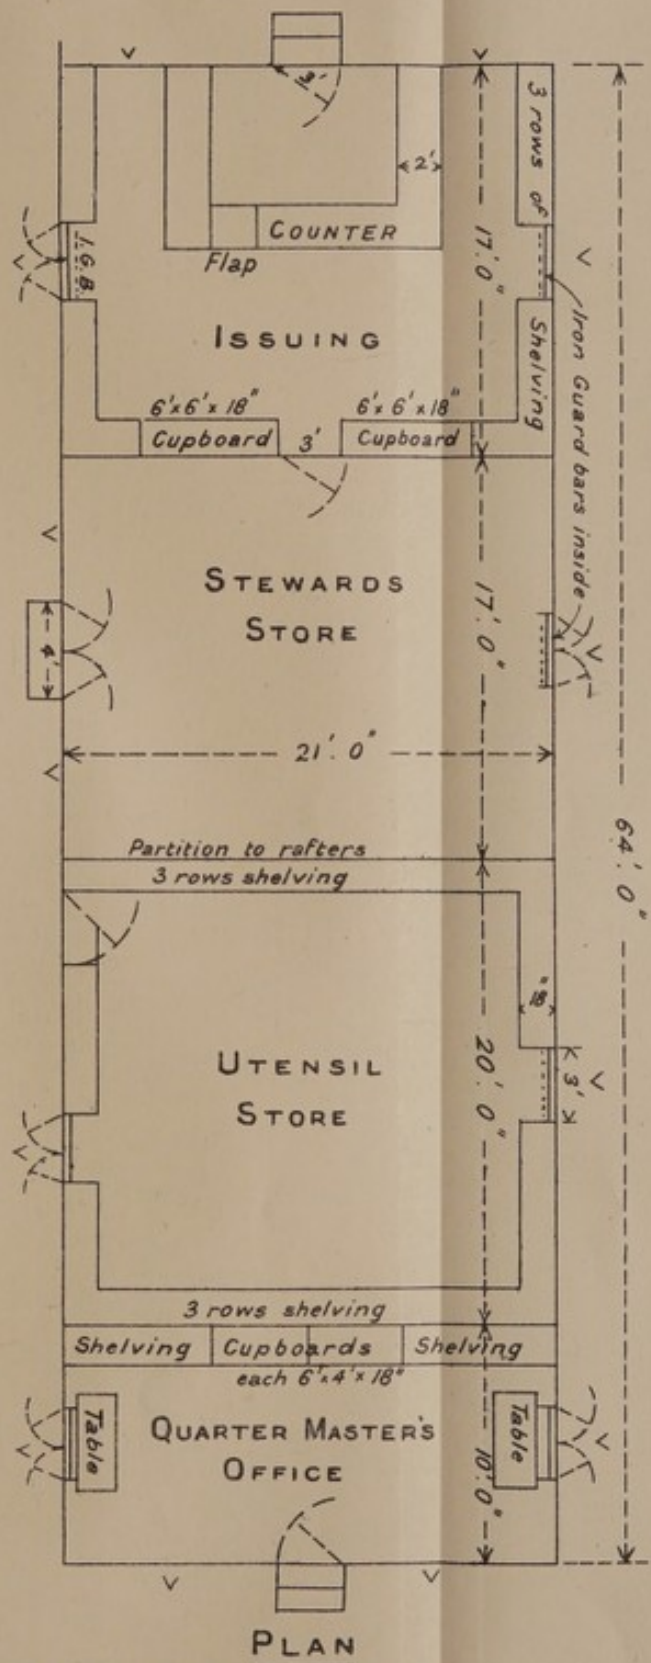 3'
2'
3 rows of
COUNTER
17'.0"
I.G.B.
Flap
ISSUING
Iron Guard bars inside
Shelving
6'x6'x18" 6'x6'x18"
Cupboard 3' Cupboard
STEWARDS
STORE
17'.0"
4'
21'.0"
64'.0"
Partition to rafters
3 rows shelving
18"
UTENSIL
STORE
20'.0"
3'
3 rows shelving
Shelving Cupboards Shelving
each 6'x4'x18"
Table
QUARTER MASTER'S
OFFICE
Table
10'.0"
PLAN